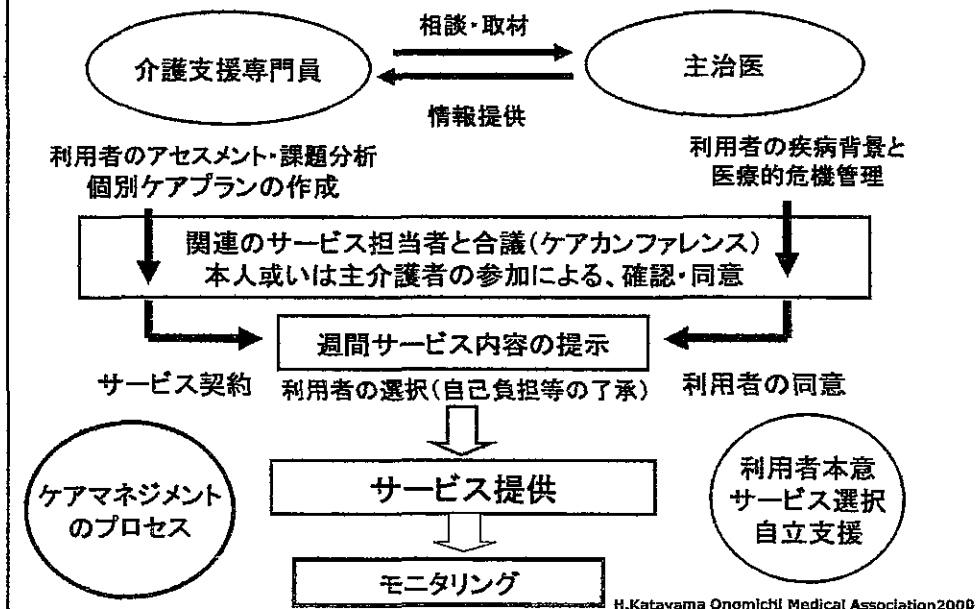 相談・取材
介護支援専門員
主治医
情報提供
利用者のアセスメント・課題分析
個別ケアプランの作成
利用者の疾病背景と
医療的危機管理
関連のサービス担当者と合議(ケアカンファレンス)
本人或いは主介護者の参加による、確認・同意
週間サービス内容の提示
サービス契約
利用者の選択(自己負担等の了承)
利用者の同意
ケアマネジメント
のプロセス
サービス提供
利用者本意
サービス選択
自立支援
モニタリング
H.Katayama Onomichi Medical Association2000